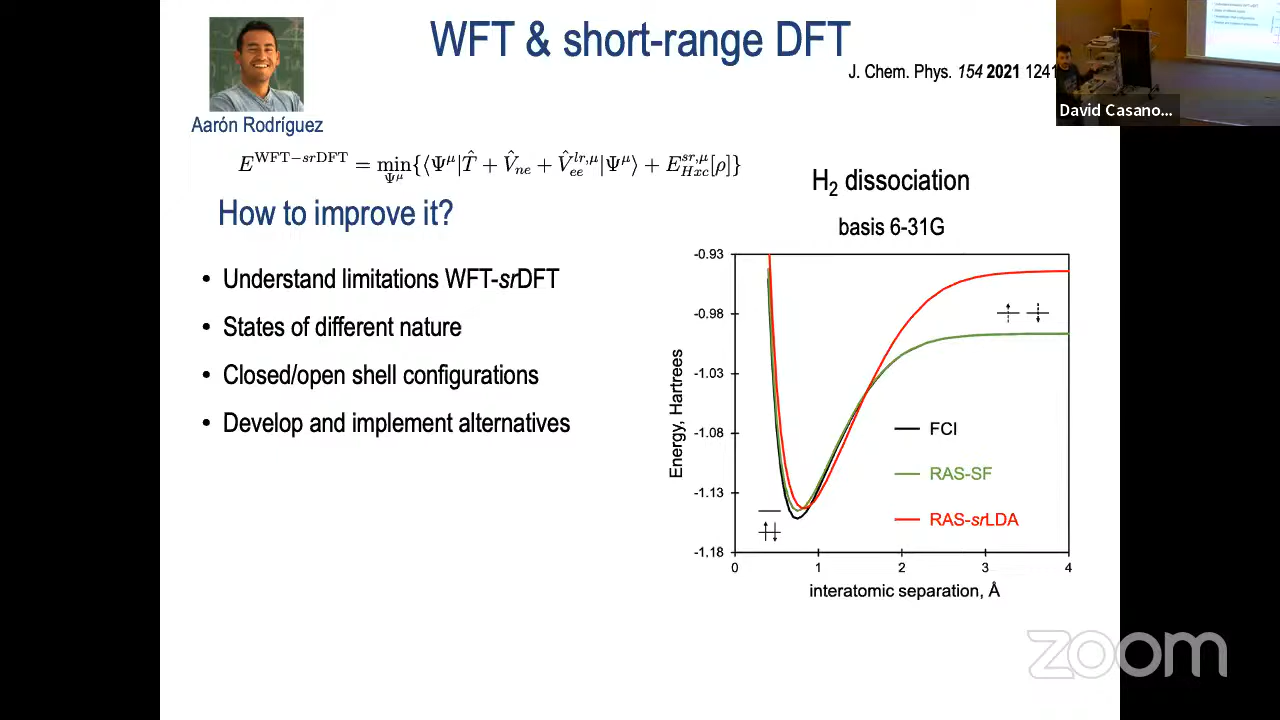 WFT & short-range DFT
J. Chem. Phys. 154 2021 1241
David Casano...
Aarón Rodríguez
E^{WFT−srDFT} = min_{Ψ^μ}{⟨Ψ^μ|T̂ + V̂_{ne} + V̂_{ee}^{lr,μ}|Ψ^μ⟩ + E_{Hxc}^{sr,μ}[ρ]}
How to improve it?
• Understand limitations WFT-srDFT
• States of different nature
• Closed/open shell configurations
• Develop and implement alternatives
H₂ dissociation
basis 6-31G
Energy, Hartrees
-0.93
-0.98
-1.03
-1.08
-1.13
-1.18
FCI
RAS-SF
RAS-srLDA
0 1 2 3 4
interatomic separation, Å
zoom